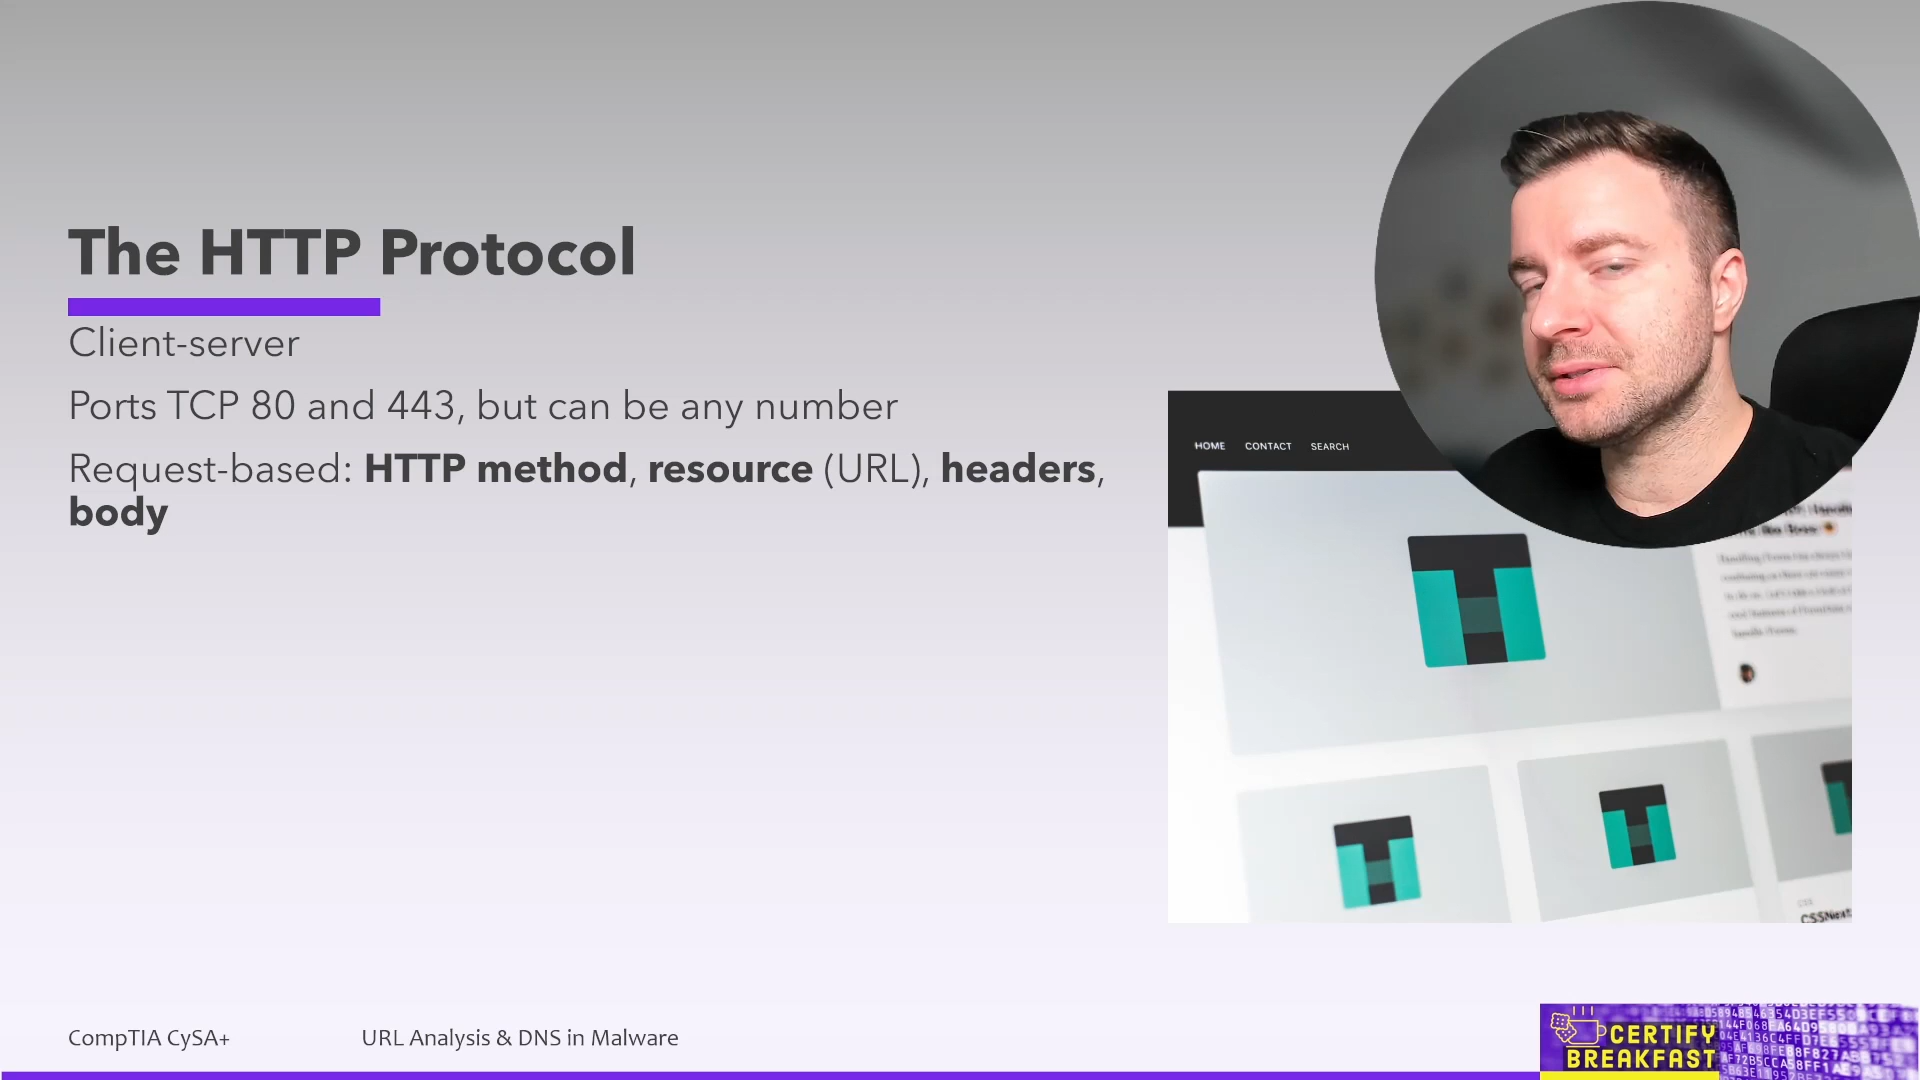 The HTTP Protocol
Client-server
Ports TCP 80 and 443, but can be any number
Request-based: HTTP method, resource (URL), headers,
body
HOME CONTACT SEARCH
CompTIA CySA+
URL Analysis & DNS in Malware
CERTIFY
BREAKFAST